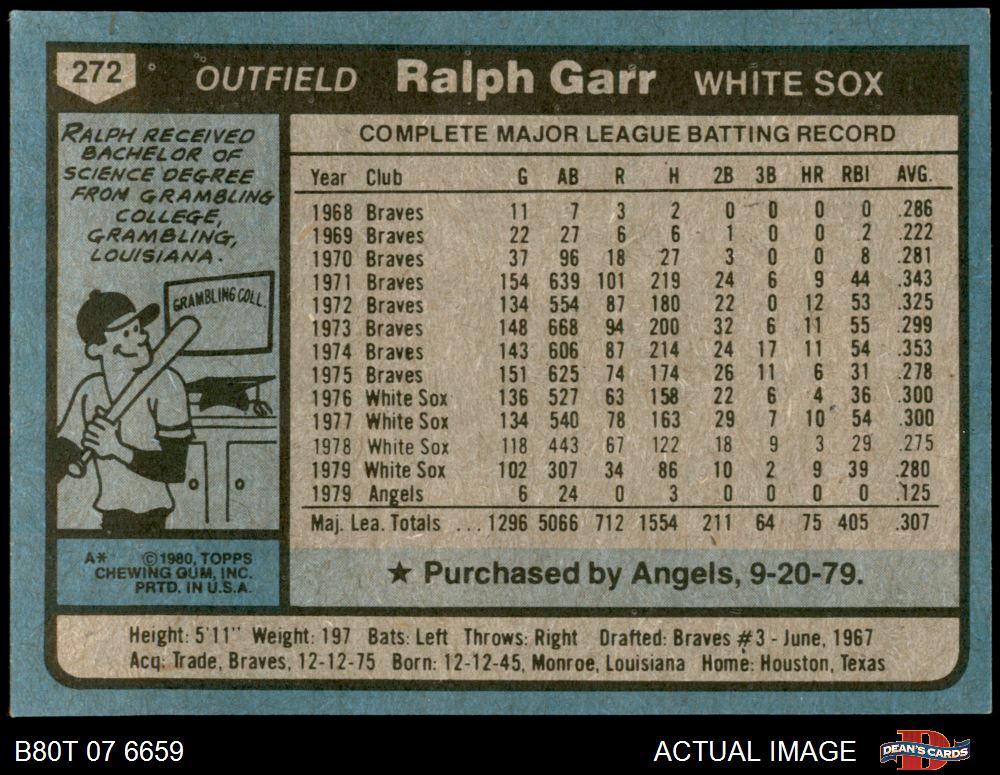 272 OUTFIELD Ralph Garr WHITE SOX
RALPH RECEIVED
BACHELOR OF
SCIENCE DEGREE
FROM GRAMBLING
COLLEGE,
GRAMBLING,
LOUISIANA.
GRAMBLING COLL.
A* ©1980, TOPPS
CHEWING GUM, INC.
PRTD. IN U.S.A.
COMPLETE MAJOR LEAGUE BATTING RECORD
Year Club G AB R H 2B 3B HR RBI AVG.
1968 Braves 11 7 3 2 0 0 0 0 .286
1969 Braves 22 27 6 6 1 0 0 2 .222
1970 Braves 37 96 18 27 3 0 0 8 .281
1971 Braves 154 639 101 219 24 6 9 44 .343
1972 Braves 134 554 87 180 22 0 12 53 .325
1973 Braves 148 668 94 200 32 6 11 55 .299
1974 Braves 143 606 87 214 24 17 11 54 .353
1975 Braves 151 625 74 174 26 11 6 31 .278
1976 White Sox 136 527 63 158 22 6 4 36 .300
1977 White Sox 134 540 78 163 29 7 10 54 .300
1978 White Sox 118 443 67 122 18 9 3 29 .275
1979 White Sox 102 307 34 86 10 2 9 39 .280
1979 Angels 6 24 0 3 0 0 0 0 .125
Maj. Lea. Totals ... 1296 5066 712 1554 211 64 75 405 .307
★ Purchased by Angels, 9-20-79.
Height: 5'11" Weight: 197 Bats: Left Throws: Right Drafted: Braves #3 - June, 1967
Acq: Trade, Braves, 12-12-75 Born: 12-12-45, Monroe, Louisiana Home: Houston, Texas
B80T 07 6659 ACTUAL IMAGE DEAN'S CARDS